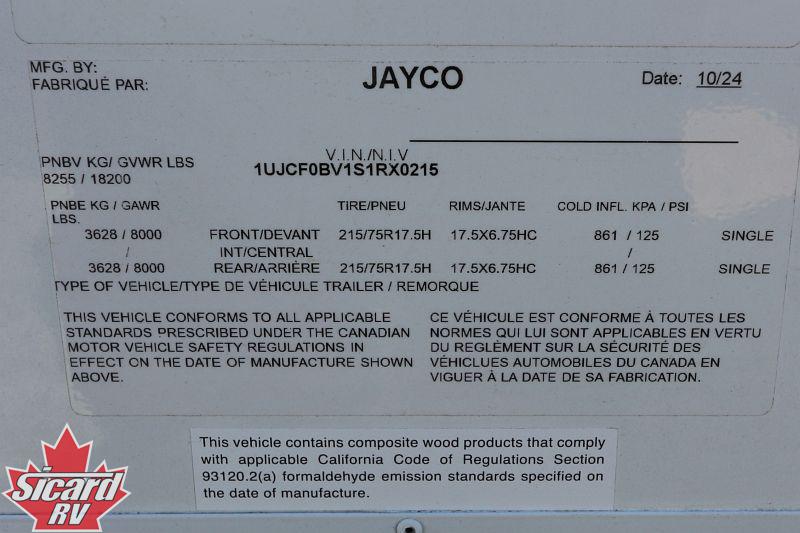 MFG. BY:
FABRIQUÉ PAR:
JAYCO
Date: 10/24
V.I.N./N.I.V
PNBV KG/ GVWR LBS
1UJCF0BV1S1RX0215
8255 / 18200
PNBE KG / GAWR LBS. TIRE/PNEU RIMS/JANTE COLD INFL. KPA / PSI
3628 / 8000 FRONT/DEVANT 215/75R17.5H 17.5X6.75HC 861 / 125 SINGLE
/ INT/CENTRAL /
3628 / 8000 REAR/ARRIÈRE 215/75R17.5H 17.5X6.75HC 861 / 125 SINGLE
TYPE OF VEHICLE/TYPE DE VÉHICULE TRAILER / REMORQUE
THIS VEHICLE CONFORMS TO ALL APPLICABLE
STANDARDS PRESCRIBED UNDER THE CANADIAN
MOTOR VEHICLE SAFETY REGULATIONS IN
EFFECT ON THE DATE OF MANUFACTURE SHOWN
ABOVE.
CE VÉHICULE EST CONFORME À TOUTES LES
NORMES QUI LUI SONT APPLICABLES EN VERTU
DU REGLÈMENT SUR LA SÉCURITÉ DES
VÉHICLUES AUTOMOBILES DU CANADA EN
VIGUER À LA DATE DE SA FABRICATION.
This vehicle contains composite wood products that comply
with applicable California Code of Regulations Section
93120.2(a) formaldehyde emission standards specified on
the date of manufacture.
Sicard
RV